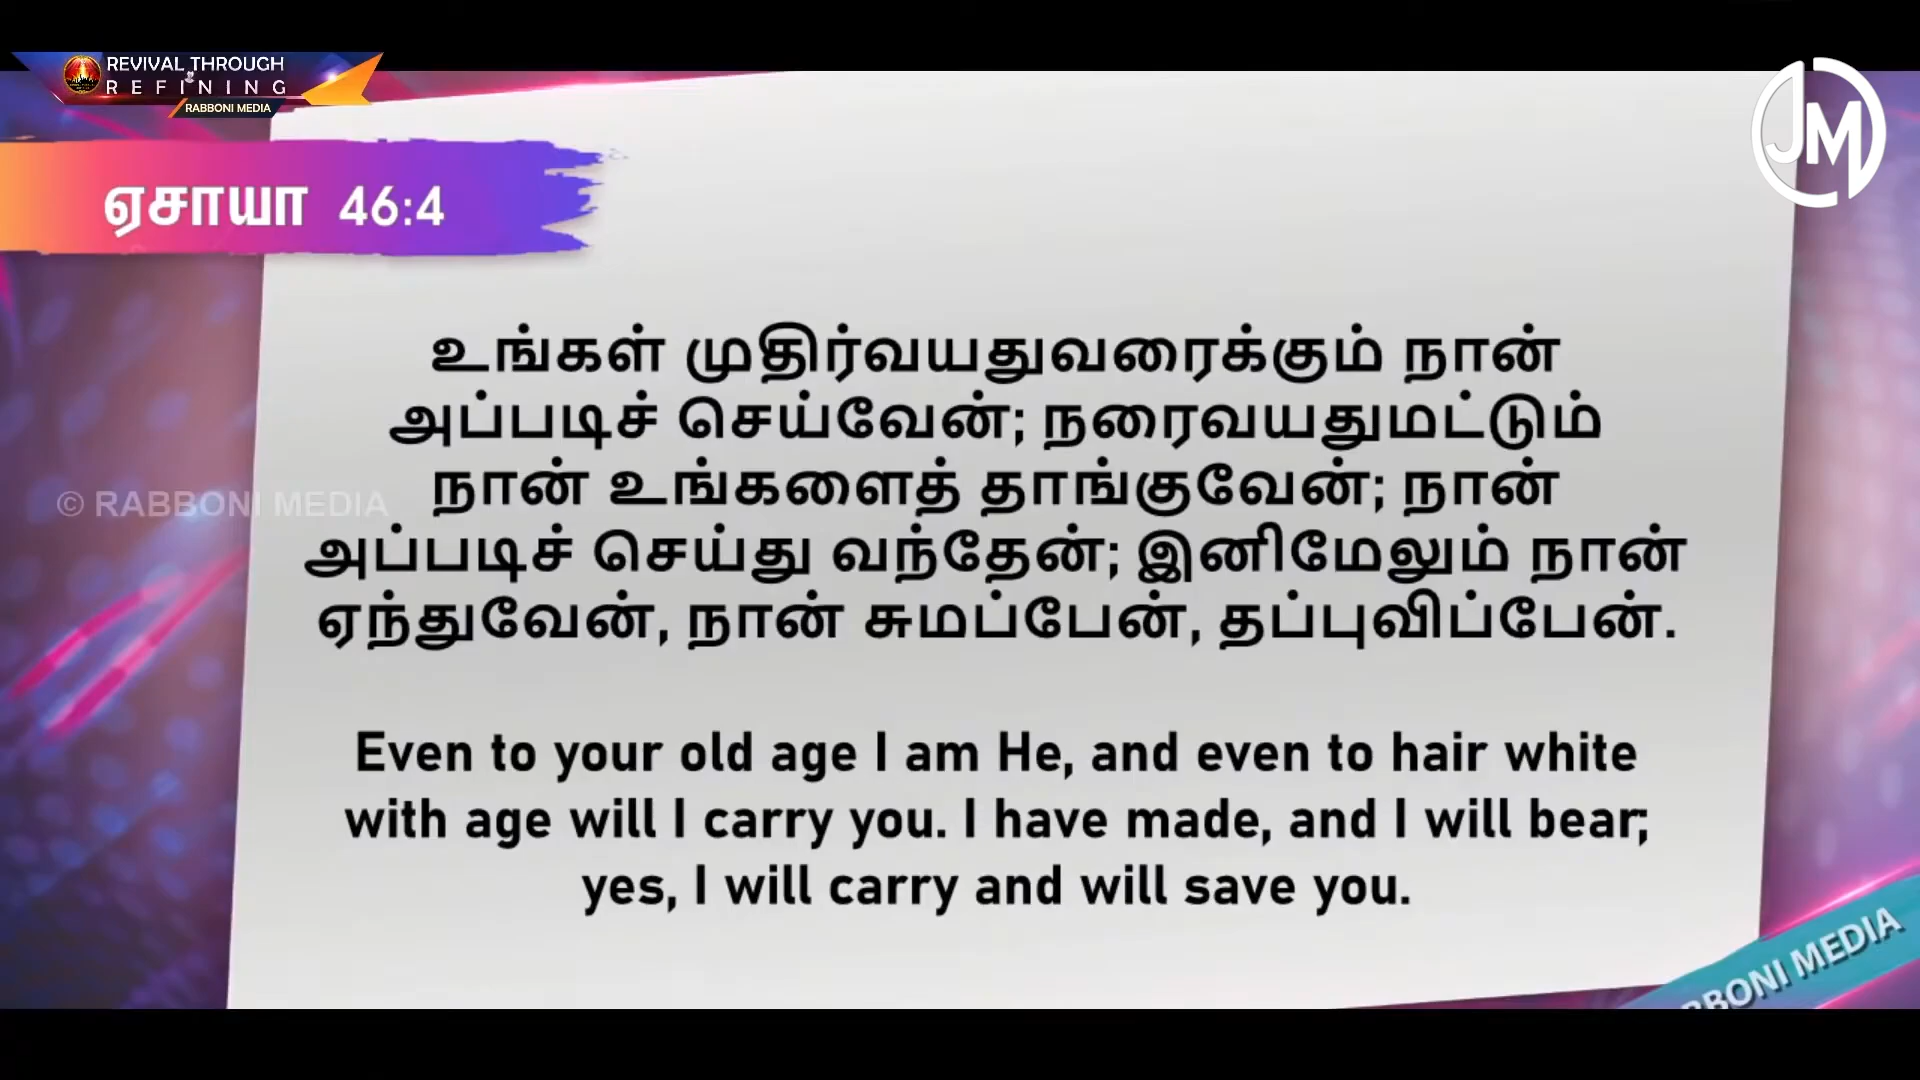 REVIVAL THROUGH
REFINING
RABBONI MEDIA
JM
ஏசாயா 46:4
உங்கள் முதிர்வயதுவரைக்கும் நான்
அப்படிச் செய்வேன்; நரைவயதுமட்டும்
நான் உங்களைத் தாங்குவேன்; நான்
அப்படிச் செய்து வந்தேன்; இனிமேலும் நான்
ஏந்துவேன், நான் சுமப்பேன், தப்புவிப்பேன்.
© RABBONI MEDIA
Even to your old age I am He, and even to hair white
with age will I carry you. I have made, and I will bear;
yes, I will carry and will save you.
BBONI MEDIA